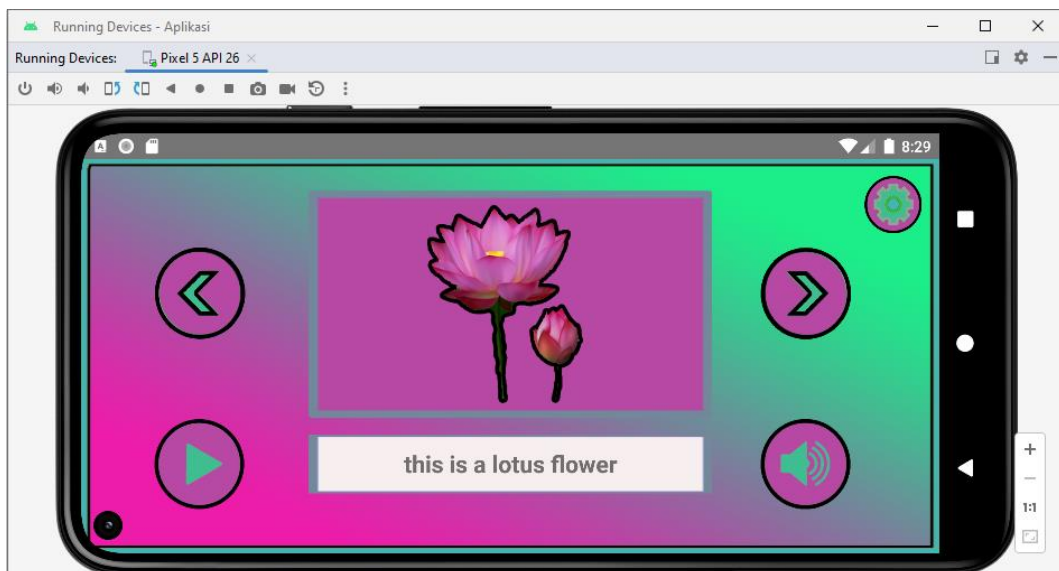 Running Devices - Aplikasi
Running Devices: Pixel 5 API 26
8:29
this is a lotus flower
1:1